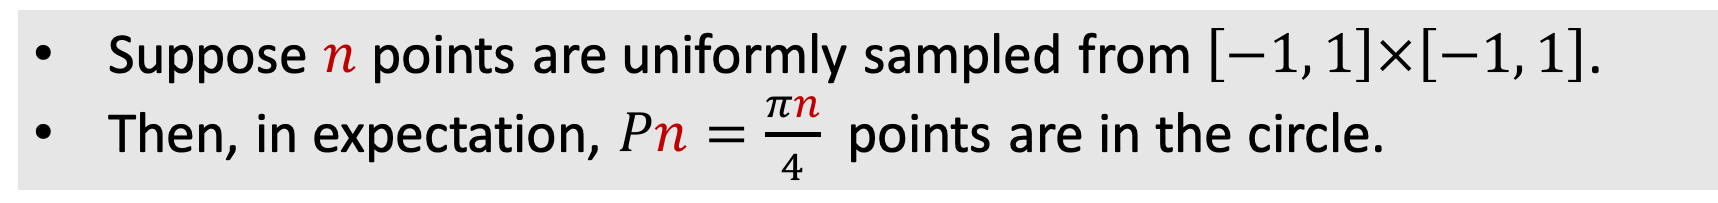 • Suppose n points are uniformly sampled from [−1, 1]×[−1, 1].
• Then, in expectation, Pn = πn/4 points are in the circle.